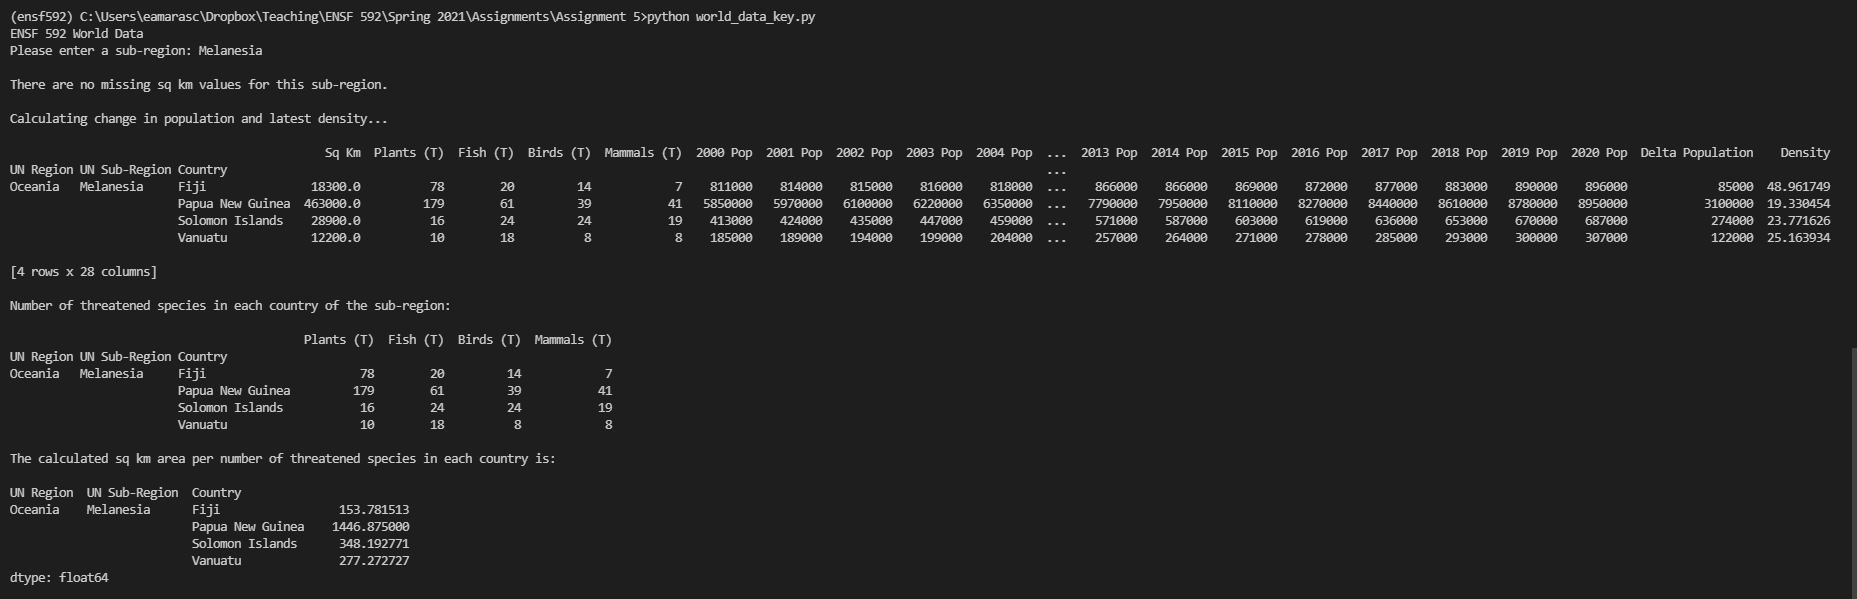 (ensf592) C:\Users\eamarasc\Dropbox\Teaching\ENSF 592\Spring 2021\Assignments\Assignment 5>python world_data_key.py
ENSF 592 World Data
Please enter a sub-region: Melanesia
There are no missing sq km values for this sub-region.
Calculating change in population and latest density...
Sq Km Plants (T) Fish (T) Birds (T) Mammals (T) 2000 Pop 2001 Pop 2002 Pop 2003 Pop 2004 Pop ... 2013 Pop 2014 Pop 2015 Pop 2016 Pop 2017 Pop 2018 Pop 2019 Pop 2020 Pop Delta Population Density
UN Region UN Sub-Region Country ...
Oceania Melanesia Fiji 18300.0 78 20 14 7 811000 814000 815000 816000 818000 ... 866000 866000 869000 872000 877000 883000 890000 896000 85000 48.961749
Papua New Guinea 463000.0 179 61 39 41 5850000 5970000 6100000 6220000 6350000 ... 7790000 7950000 8110000 8270000 8440000 8610000 8780000 8950000 3100000 19.330454
Solomon Islands 28900.0 16 24 24 19 413000 424000 435000 447000 459000 ... 571000 587000 603000 619000 636000 653000 670000 687000 274000 23.771626
Vanuatu 12200.0 10 18 8 8 185000 189000 194000 199000 204000 ... 257000 264000 271000 278000 285000 293000 300000 307000 122000 25.163934
[4 rows x 28 columns]
Number of threatened species in each country of the sub-region:
Plants (T) Fish (T) Birds (T) Mammals (T)
UN Region UN Sub-Region Country
Oceania Melanesia Fiji 78 20 14 7
Papua New Guinea 179 61 39 41
Solomon Islands 16 24 24 19
Vanuatu 10 18 8 8
The calculated sq km area per number of threatened species in each country is:
UN Region UN Sub-Region Country
Oceania Melanesia Fiji 153.781513
Papua New Guinea 1446.875000
Solomon Islands 348.192771
Vanuatu 277.272727
dtype: float64